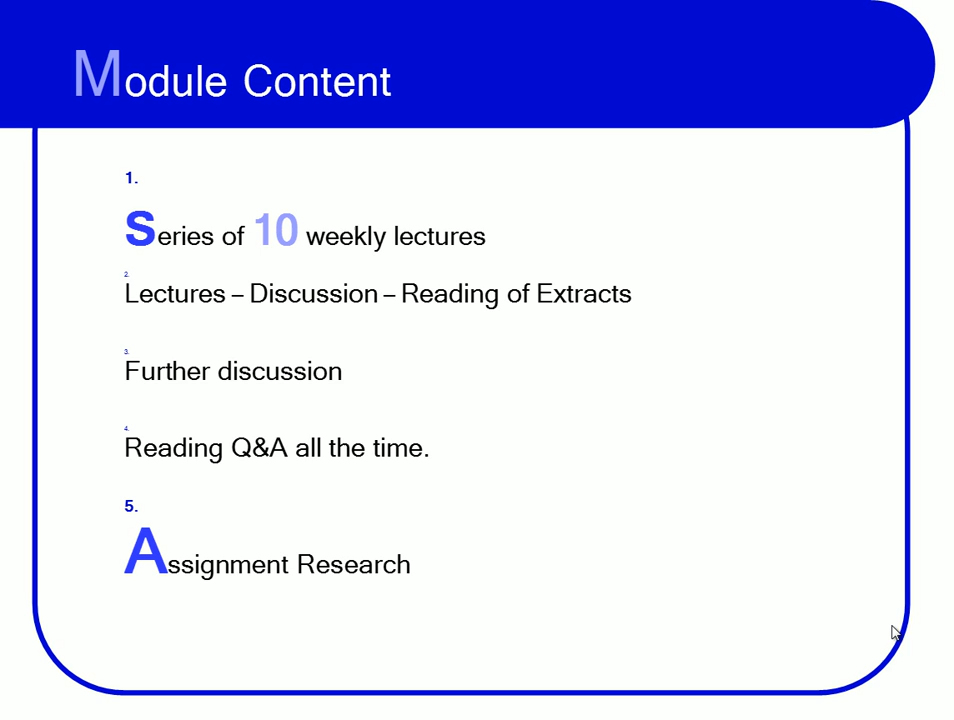 Module Content
1.
Series of 10 weekly lectures
2.
Lectures – Discussion – Reading of Extracts
3.
Further discussion
4.
Reading Q&A all the time.
5.
Assignment Research